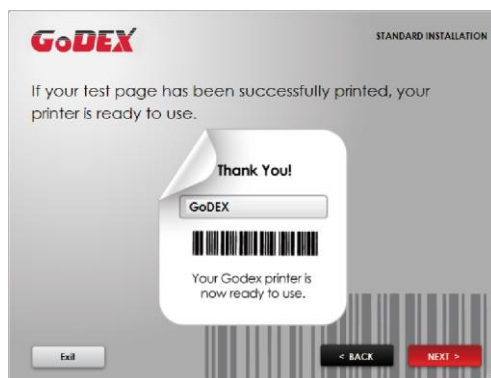 GoDEX
STANDARD INSTALLATION
If your test page has been successfully printed, your
printer is ready to use.
Thank You!
GoDEX
Your Godex printer is
now ready to use.
Exit
< BACK
NEXT >